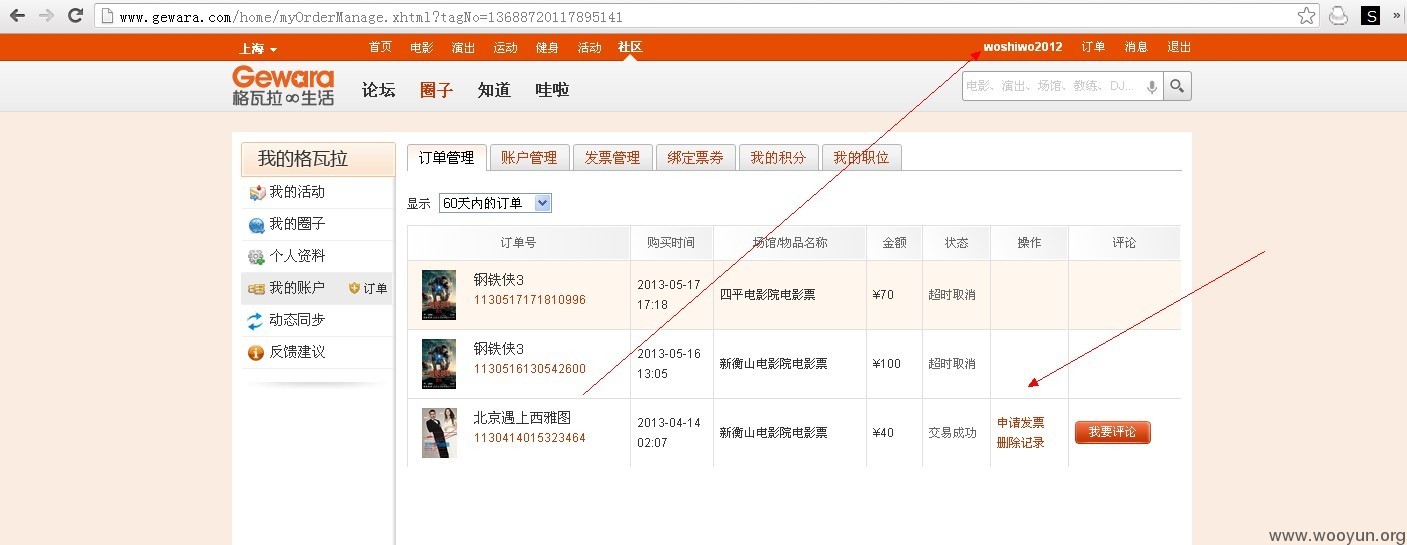 www.gewara.com/home/myOrderManage.xhtml?tagNo=13688720117895141
S
»
上海 首页 电影 演出 运动 健身 活动 社区 woshiwo2012 订单 消息 退出
Gewara
格瓦拉∞生活
论坛 圈子 知道 哇啦
电影、演出、场馆、教练、DJ...
我的格瓦拉
我的活动
我的圈子
个人资料
我的账户 订单
动态同步
反馈建议
订单管理 账户管理 发票管理 绑定票券 我的积分 我的职位
显示 60天内的订单
订单号 购买时间 场馆/物品名称 金额 状态 操作 评论
钢铁侠3
1130517171810996
2013-05-17
17:18
四平电影院电影票 ¥70 超时取消
钢铁侠3
1130516130542600
2013-05-16
13:05
新衡山电影院电影票 ¥100 超时取消
北京遇上西雅图
1130414015323464
2013-04-14
02:07
新衡山电影院电影票 ¥40 交易成功
申请发票
删除记录
我要评论
www.wooyun.org